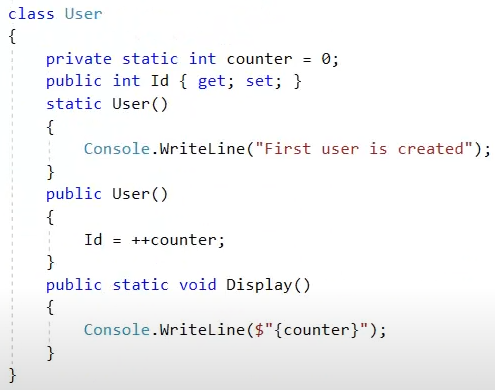 class User
{
    private static int counter = 0;
    public int Id { get; set; }
    static User()
    {
        Console.WriteLine("First user is created");
    }
    public User()
    {
        Id = ++counter;
    }
    public static void Display()
    {
        Console.WriteLine($"{counter}");
    }
}